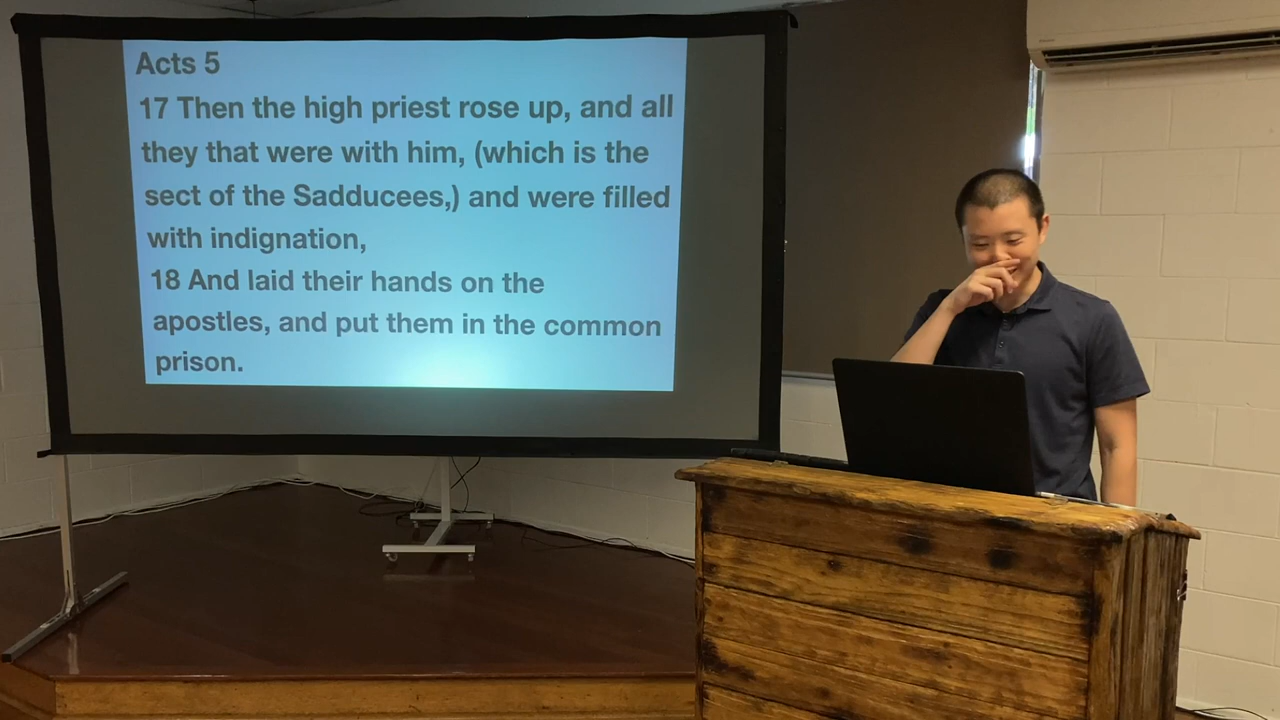 Acts 5
17 Then the high priest rose up, and all
they that were with him, (which is the
sect of the Sadducees,) and were filled
with indignation,
18 And laid their hands on the
apostles, and put them in the common
prison.